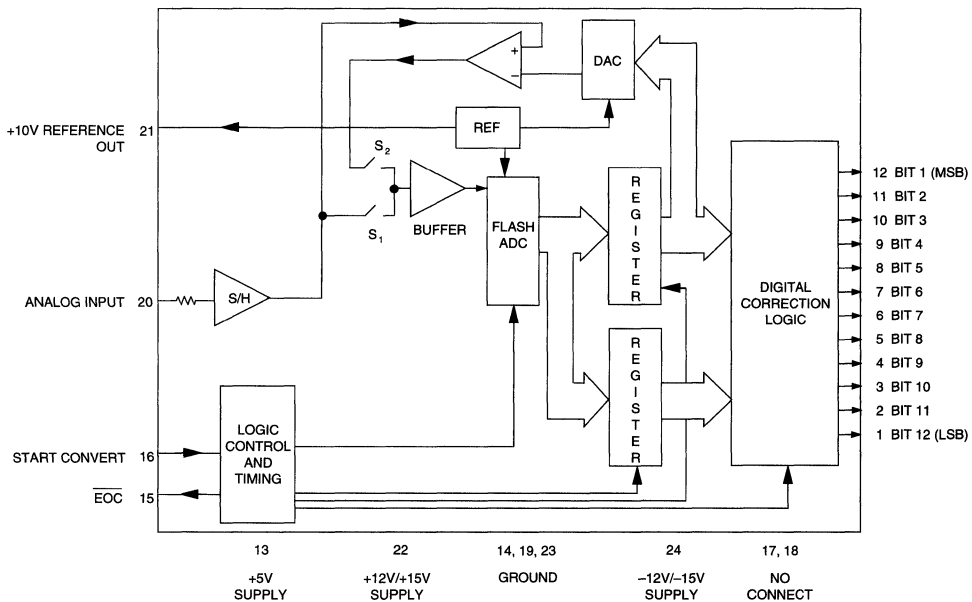 +
−
DAC
+10V REFERENCE 21
OUT
REF
S2
S1
BUFFER
FLASH
ADC
REGISTER
12 BIT 1 (MSB)
11 BIT 2
10 BIT 3
9 BIT 4
8 BIT 5
7 BIT 6
6 BIT 7
5 BIT 8
4 BIT 9
3 BIT 10
2 BIT 11
1 BIT 12 (LSB)
DIGITAL
CORRECTION
LOGIC
ANALOG INPUT 20
S/H
REGISTER
LOGIC
CONTROL
AND
TIMING
START CONVERT 16
EOC 15
13
+5V
SUPPLY
22
+12V/+15V
SUPPLY
14, 19, 23
GROUND
24
−12V/−15V
SUPPLY
17, 18
NO
CONNECT